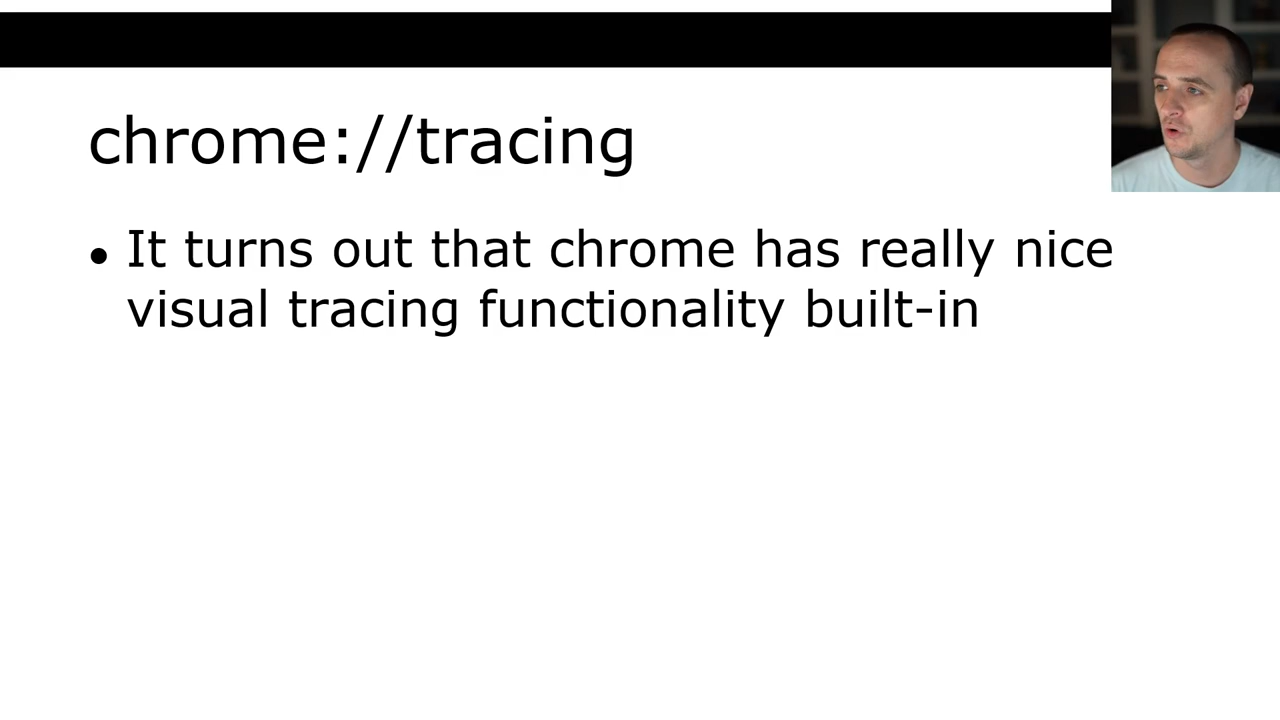 chrome://tracing
• It turns out that chrome has really nice
visual tracing functionality built-in